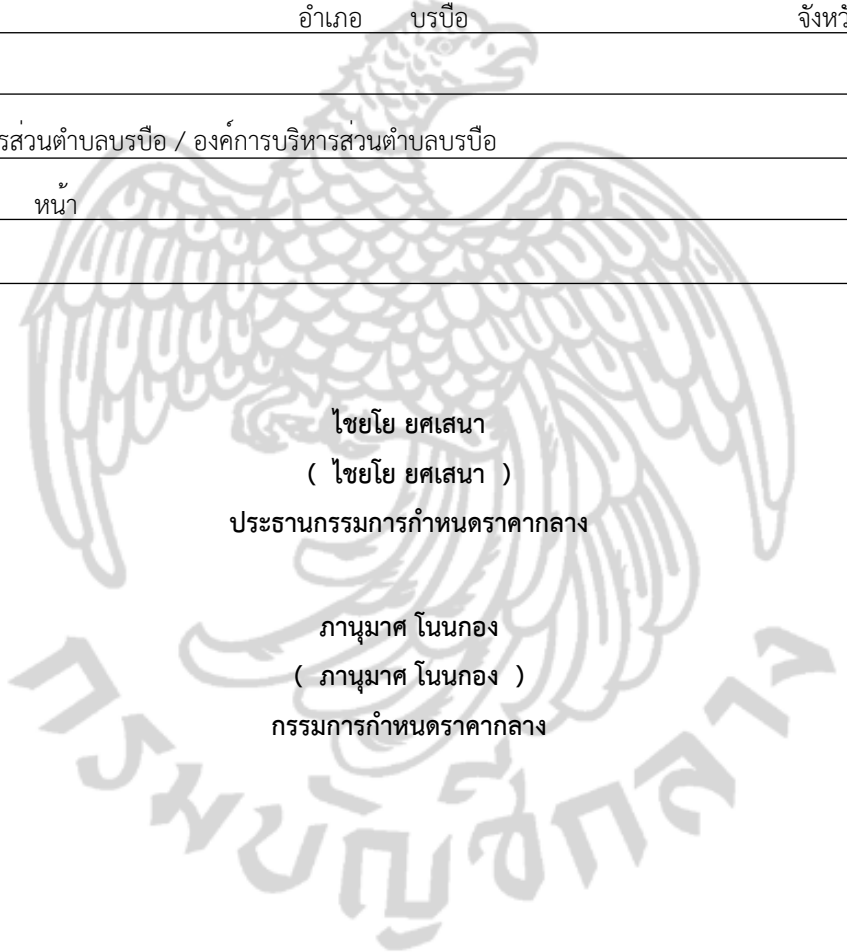 อำเภอ บรบือ จังหวั
รส่วนตำบลบรบือ / องค์การบริหารส่วนตำบลบรบือ
หน้า
ไชยโย ยศเสนา
( ไชยโย ยศเสนา )
ประธานกรรมการกำหนดราคากลาง
ภานุมาศ โนนกอง
( ภานุมาศ โนนกอง )
กรรมการกำหนดราคากลาง
กรมบัญชีกลาง